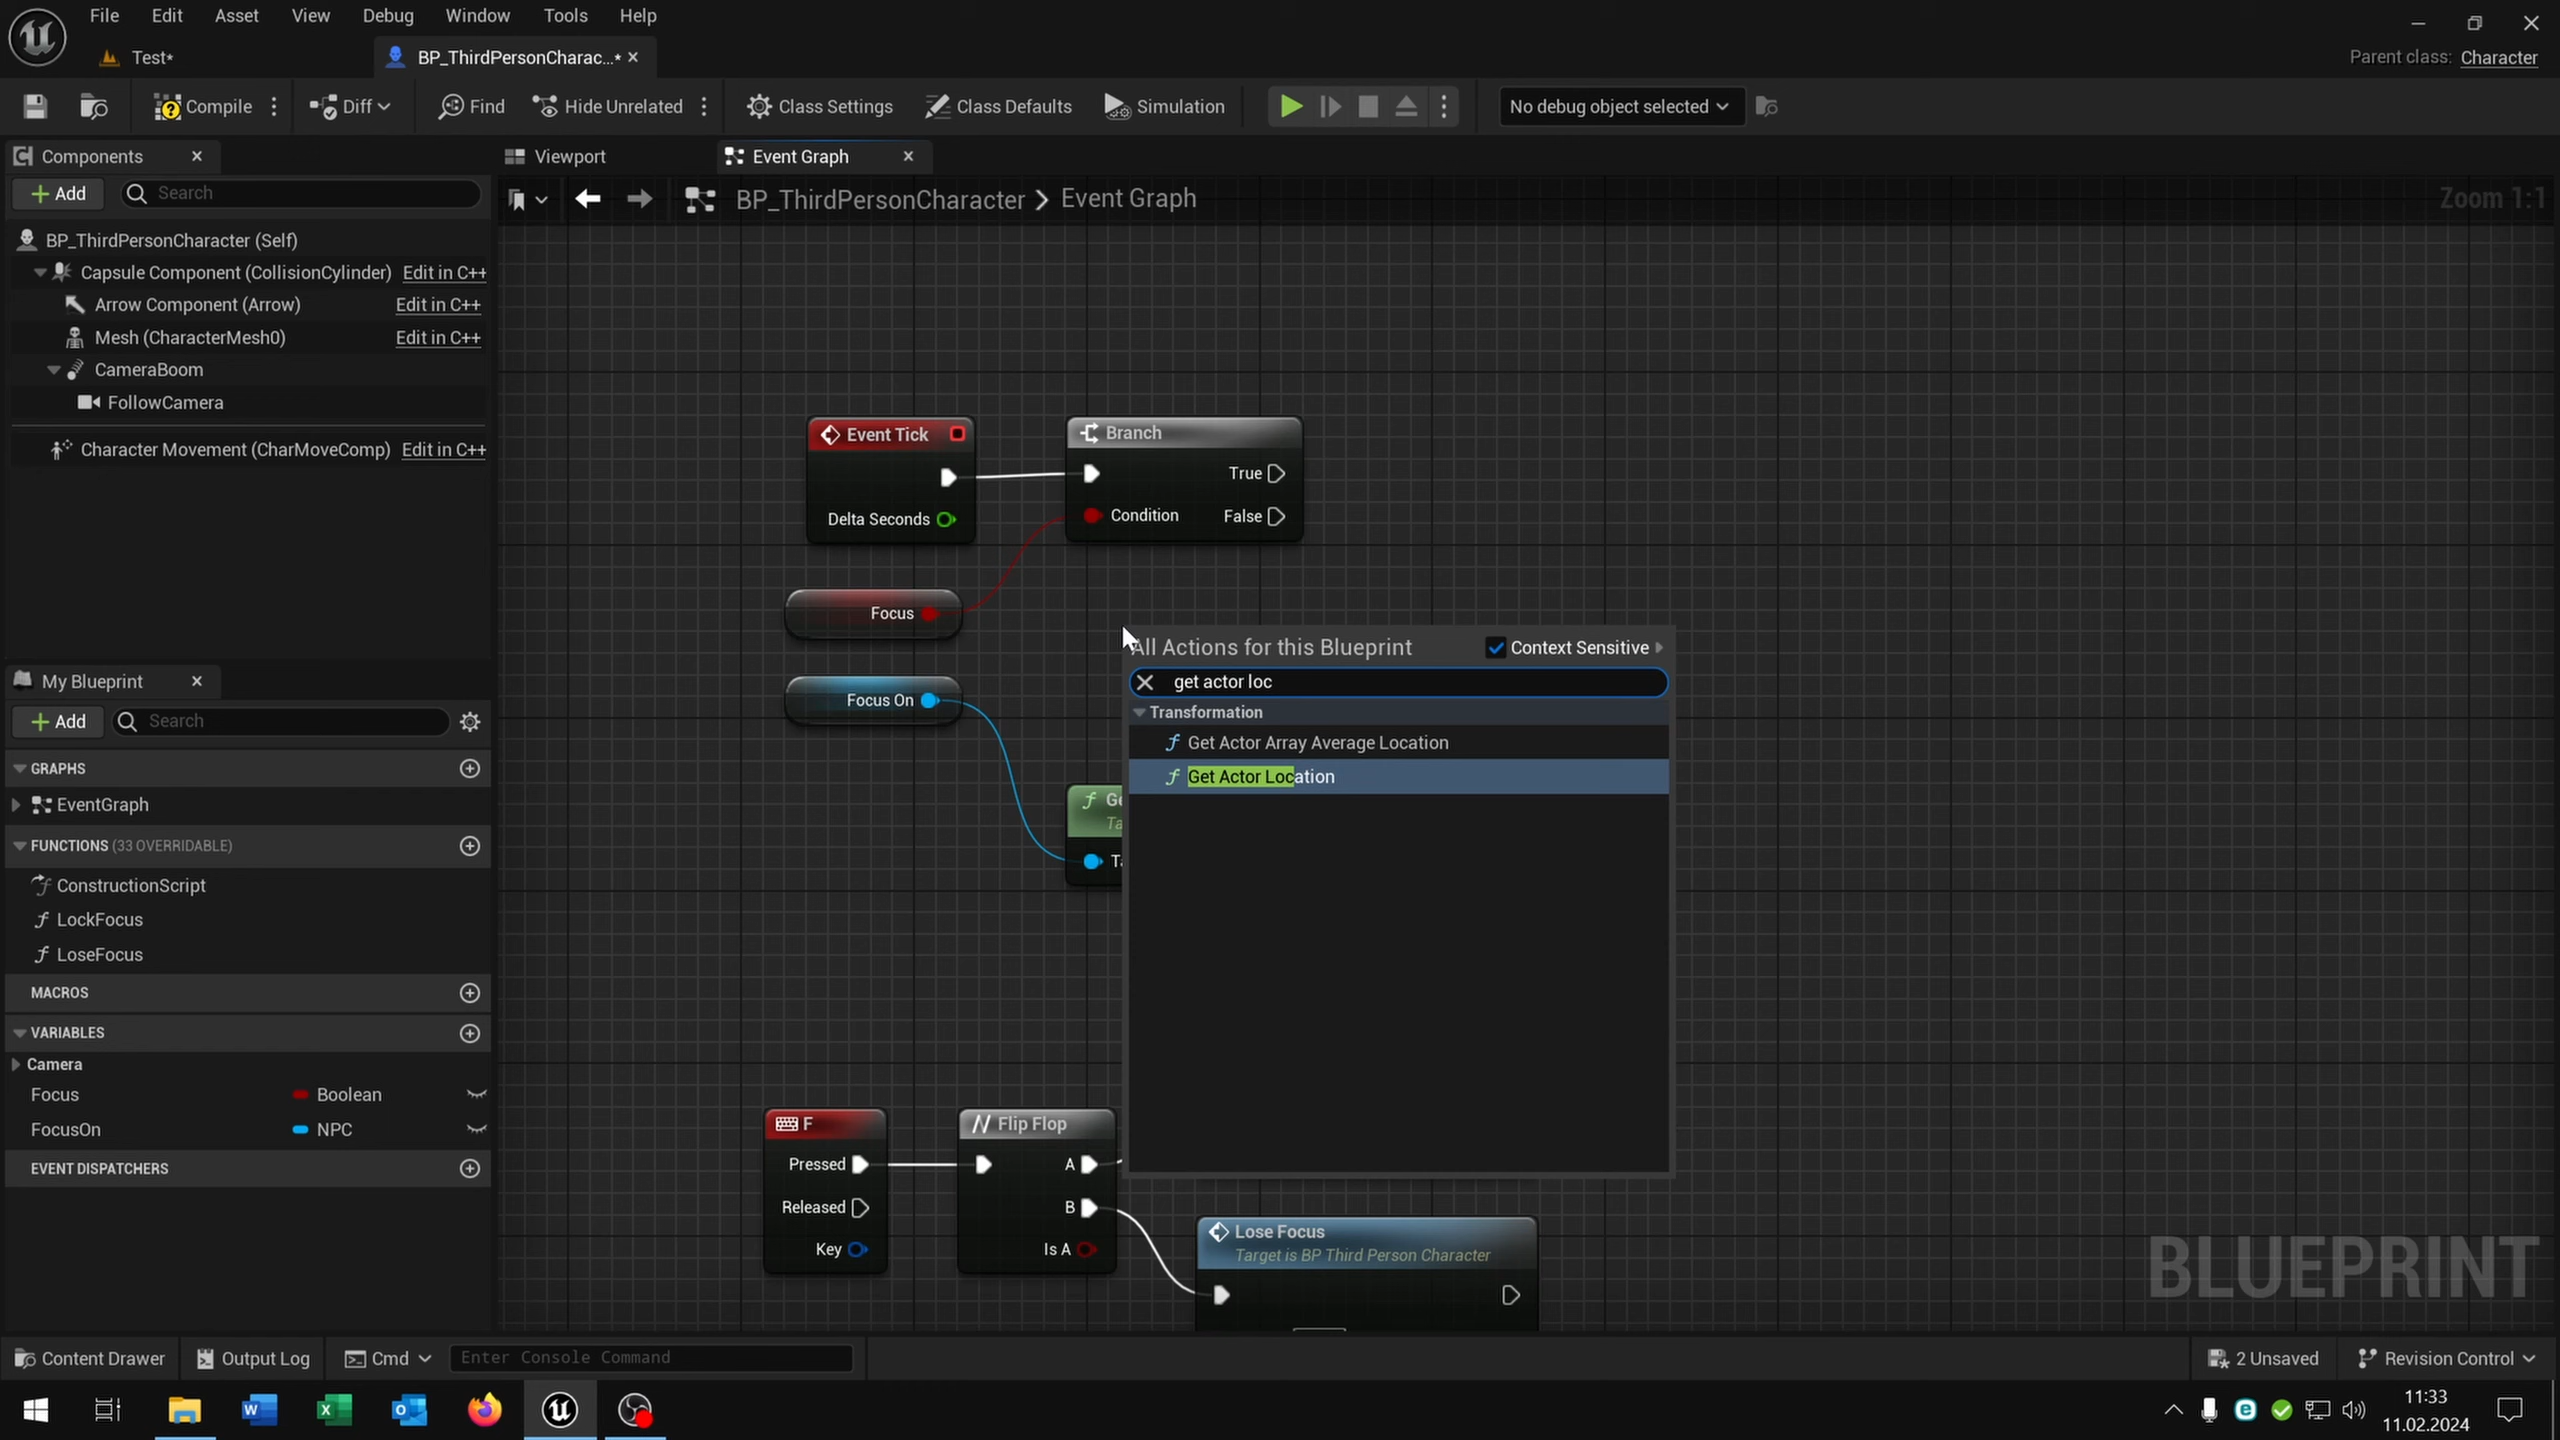 File Edit Asset View Debug Window Tools Help
Test*
BP_ThirdPersonCharac...*
Parent class: Character
Compile
Diff
Find
Hide Unrelated
Class Settings
Class Defaults
Simulation
No debug object selected
Components
Viewport
Event Graph
Add
Search
BP_ThirdPersonCharacter > Event Graph
Zoom 1:1
BP_ThirdPersonCharacter (Self)
Capsule Component (CollisionCylinder) Edit in C++
Arrow Component (Arrow) Edit in C++
Mesh (CharacterMesh0) Edit in C++
CameraBoom
FollowCamera
Character Movement (CharMoveComp) Edit in C++
Event Tick
Delta Seconds
Branch
True
Condition
False
Focus
Focus On
Ge
Ta
Ta
All Actions for this Blueprint
Context Sensitive
get actor loc
Transformation
Get Actor Array Average Location
Get Actor Location
My Blueprint
Add
Search
GRAPHS
EventGraph
FUNCTIONS (33 OVERRIDABLE)
ConstructionScript
LockFocus
LoseFocus
MACROS
VARIABLES
Camera
Focus Boolean
FocusOn NPC
EVENT DISPATCHERS
F
Pressed
Released
Key
Flip Flop
A
B
Is A
Lose Focus
Target is BP Third Person Character
BLUEPRINT
Content Drawer
Output Log
Cmd
Enter Console Command
2 Unsaved
Revision Control
11:33
11.02.2024